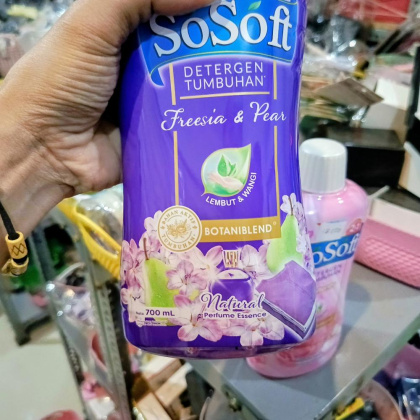 SoSoft
DETERGEN
TUMBUHAN
Freesia & Pear
LEMBUT & WANGI
BOTANIBLEND
Natural
Perfume Essence
700 mL
SoSoft